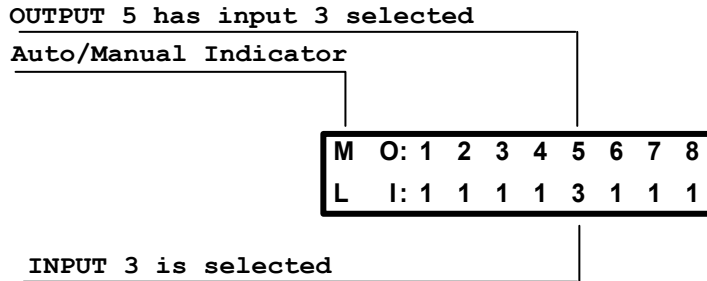 OUTPUT 5 has input 3 selected
Auto/Manual Indicator
M O: 1 2 3 4 5 6 7 8
L I: 1 1 1 1 3 1 1 1
INPUT 3 is selected